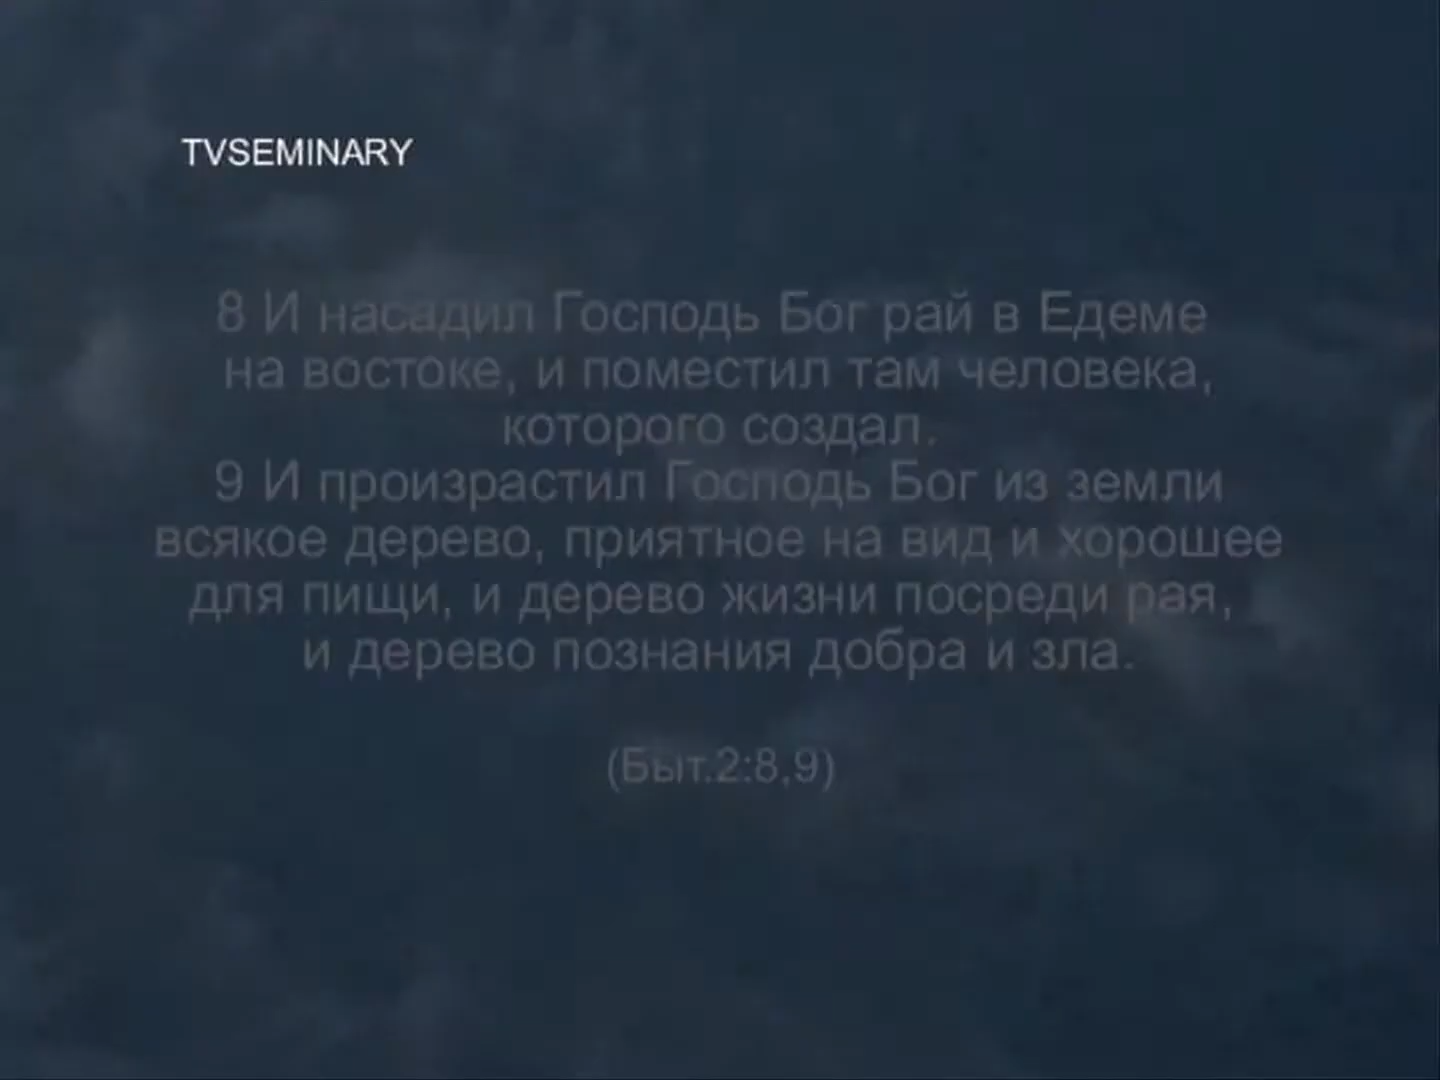 TVSEMINARY
8 И насадил Господь Бог рай в Едеме
на востоке, и поместил там человека,
которого создал.
9 И произрастил Господь Бог из земли
всякое дерево, приятное на вид и хорошее
для пищи, и дерево жизни посреди рая,
и дерево познания добра и зла.
(Быт.2:8,9)